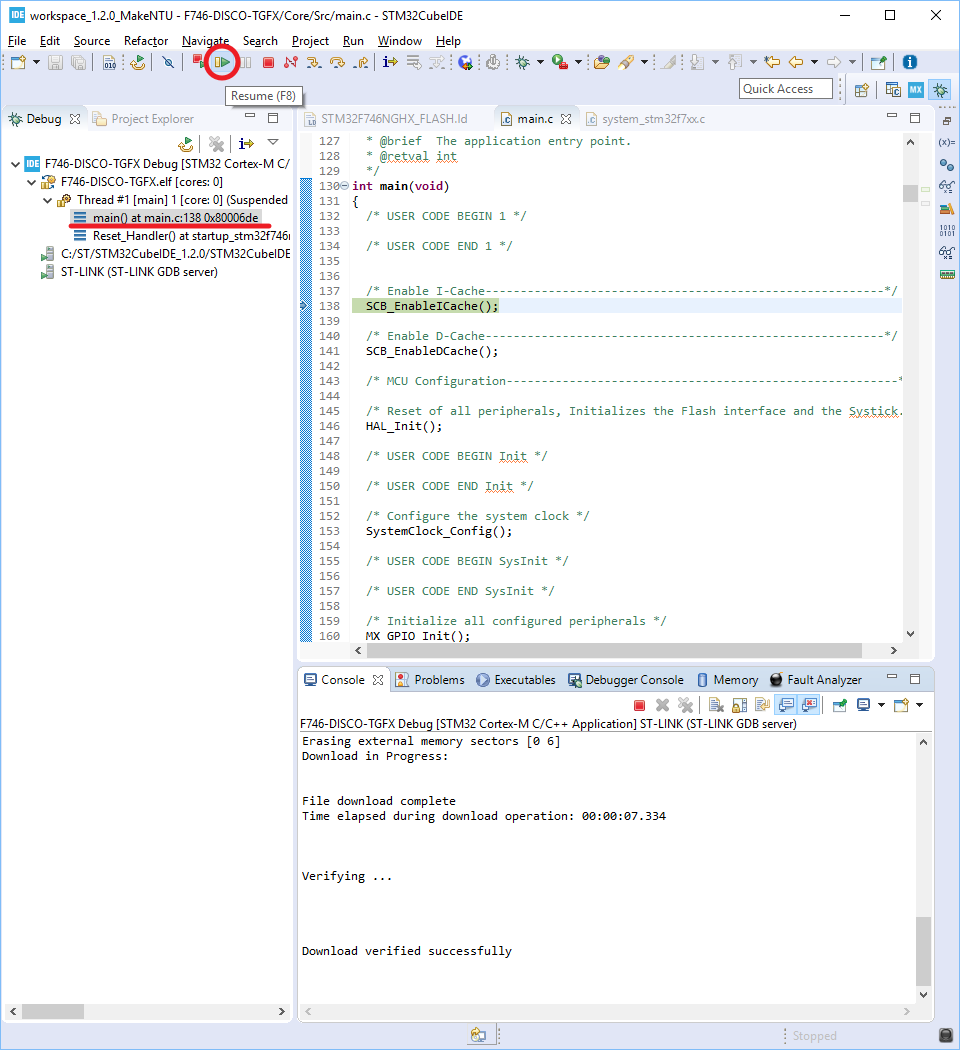 IDE workspace_1.2.0_MakeNTU - F746-DISCO-TGFX/Core/Src/main.c - STM32CubeIDE
File Edit Source Refactor Navigate Search Project Run Window Help
Resume (F8)
Quick Access
MX
Debug Project Explorer
IDE F746-DISCO-TGFX Debug [STM32 Cortex-M C/
F746-DISCO-TGFX.elf [cores: 0]
Thread #1 [main] 1 [core: 0] (Suspended
main() at main.c:138 0x80006de
Reset_Handler() at startup_stm32f746n
C:/ST/STM32CubeIDE_1.2.0/STM32CubeIDE
ST-LINK (ST-LINK GDB server)
STM32F746NGHX_FLASH.ld main.c system_stm32f7xx.c
127 * @brief The application entry point.
128 * @retval int
129 */
130 int main(void)
131 {
132 /* USER CODE BEGIN 1 */
133
134 /* USER CODE END 1 */
135
136
137 /* Enable I-Cache---------------------------------------------------------*/
138 SCB_EnableICache();
139
140 /* Enable D-Cache---------------------------------------------------------*/
141 SCB_EnableDCache();
142
143 /* MCU Configuration--------------------------------------------------------*
144
145 /* Reset of all peripherals, Initializes the Flash interface and the Systick.
146 HAL_Init();
147
148 /* USER CODE BEGIN Init */
149
150 /* USER CODE END Init */
151
152 /* Configure the system clock */
153 SystemClock_Config();
154
155 /* USER CODE BEGIN SysInit */
156
157 /* USER CODE END SysInit */
158
159 /* Initialize all configured peripherals */
160 MX_GPIO_Init();
Console Problems Executables Debugger Console Memory Fault Analyzer
F746-DISCO-TGFX Debug [STM32 Cortex-M C/C++ Application] ST-LINK (ST-LINK GDB server)
Erasing external memory sectors [0 6]
Download in Progress:
File download complete
Time elapsed during download operation: 00:00:07.334
Verifying ...
Download verified successfully
Stopped